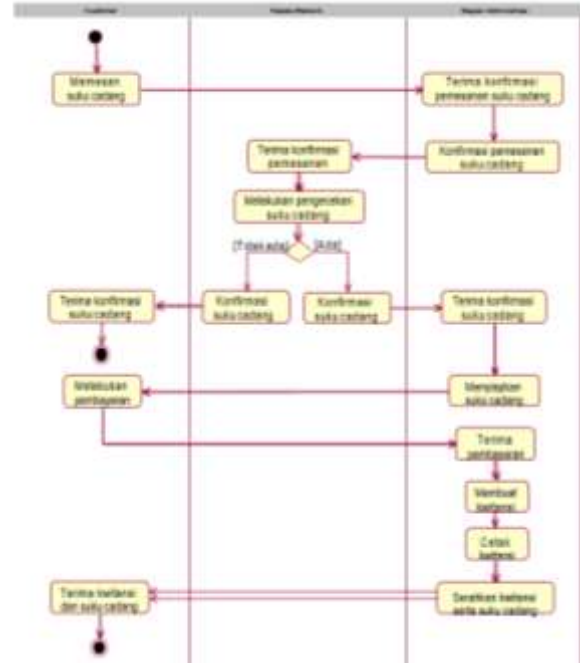 Customer
Memesan
suku cadang
Terima konfirmasi
pemesanan suku cadang
Konfirmasi pemesanan
suku cadang
Terima konfirmasi
pemesanan
Melakukan pengecekan
suku cadang
[Tidak ada]
[Ada]
Terima konfirmasi
suku cadang
Konfirmasi
suku cadang
Konfirmasi
suku cadang
Terima konfirmasi
suku cadang
Melakukan
pembayaran
Menyiapkan
suku cadang
Terima
pembayaran
Membuat
kwitansi
Cetak
kwitansi
Terima kwitansi
dan suku cadang
Serahkan kwitansi
serta suku cadang